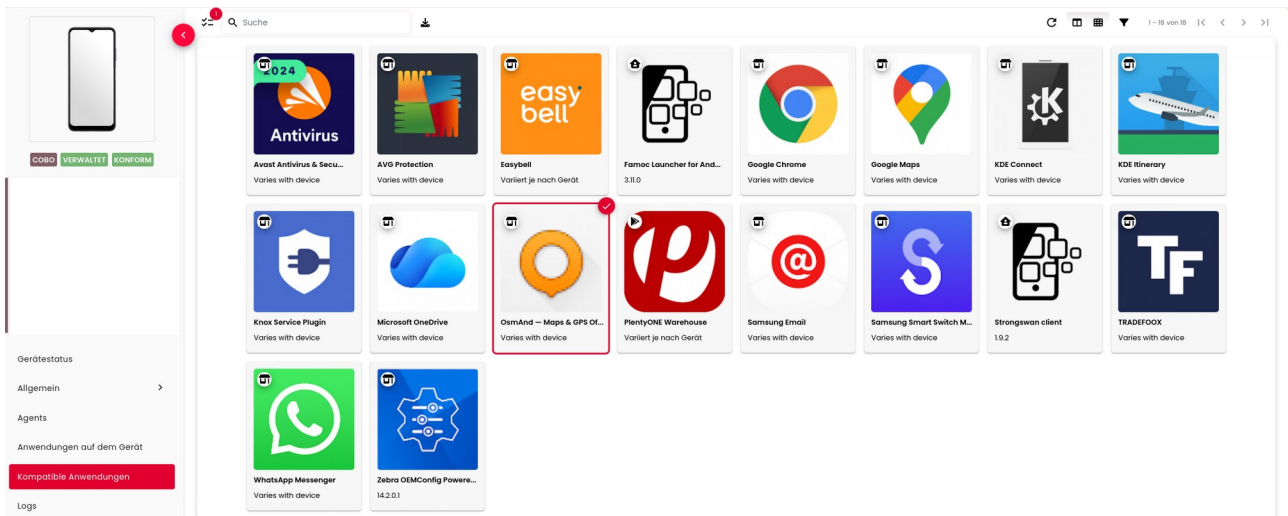 1
Suche
1 – 18 von 18
COBO VERWALTET KONFORM
Gerätestatus
Allgemein
Agents
Anwendungen auf dem Gerät
Kompatible Anwendungen
Logs
2024
Antivirus
Avast Antivirus & Secu...
Varies with device
AVG Protection
Varies with device
easy
bell
Easybell
Variiert je nach Gerät
Famoc Launcher for And...
3.11.0
Google Chrome
Varies with device
Google Maps
Varies with device
KDE Connect
Varies with device
KDE Itinerary
Varies with device
Knox Service Plugin
Varies with device
Microsoft OneDrive
Varies with device
OsmAnd — Maps & GPS Of...
Varies with device
PlentyONE Warehouse
Variiert je nach Gerät
@
Samsung Email
Varies with device
S
Samsung Smart Switch M...
Varies with device
Strongswan client
1.9.2
TF
TRADEFOOX
Varies with device
WhatsApp Messenger
Varies with device
Zebra OEMConfig Powere...
14.2.0.1